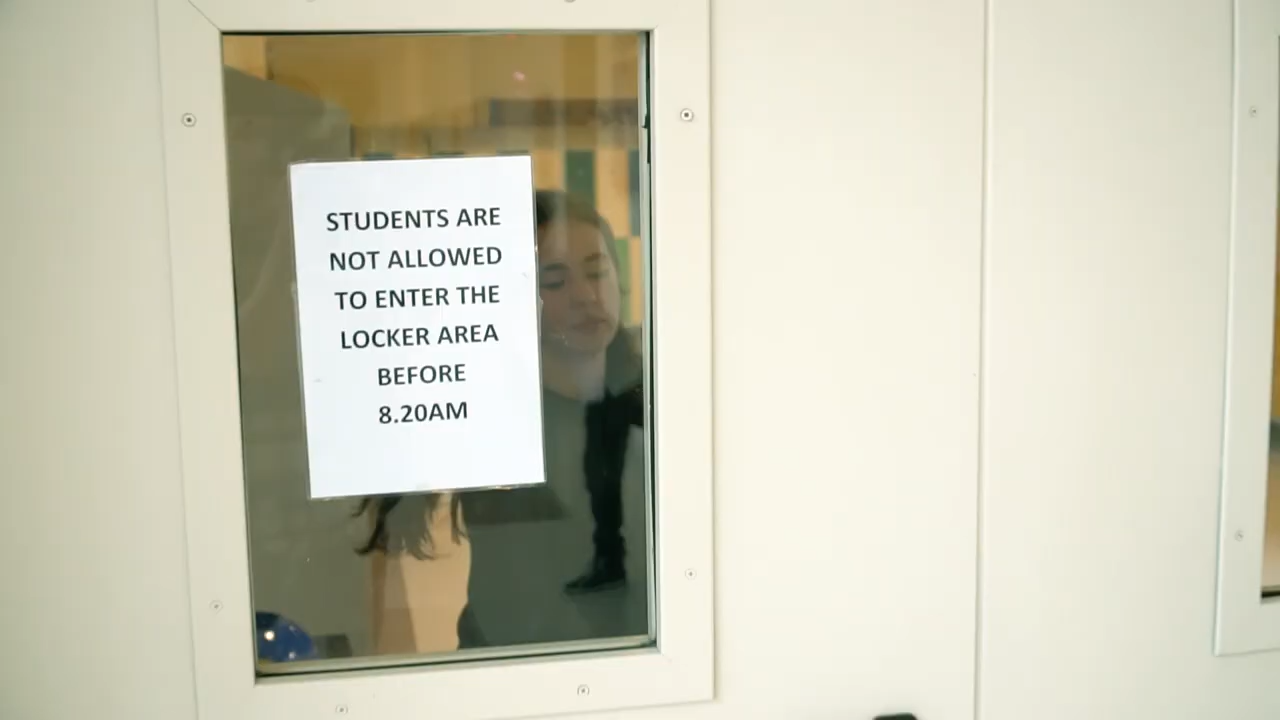 STUDENTS ARE
NOT ALLOWED
TO ENTER THE
LOCKER AREA
BEFORE
8.20AM